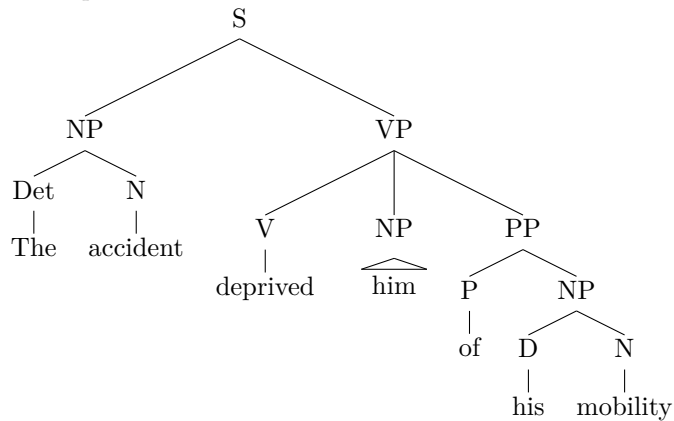 S
NP VP
Det N
The accident
V NP PP
deprived him
P NP
of
D N
his mobility